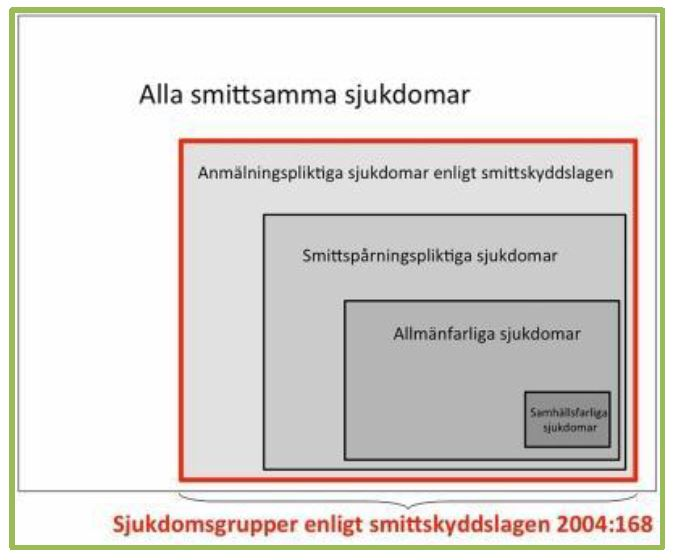 Alla smittsamma sjukdomar
Anmälningspliktiga sjukdomar enligt smittskyddslagen
Smittspårningspliktiga sjukdomar
Allmänfarliga sjukdomar
Samhällsfarliga
sjukdomar
Sjukdomsgrupper enligt smittskyddslagen 2004:168